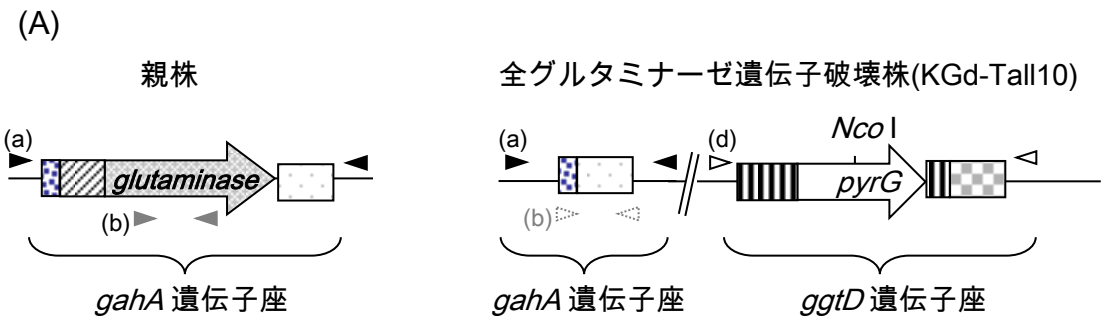 (A)
親株
全グルタミナーゼ遺伝子破壊株(KGd-Tall10)
(a)
glutaminase
(b)
gahA 遺伝子座
(a)
(b)
gahA 遺伝子座
(d)
Nco I
pyrG
ggtD 遺伝子座